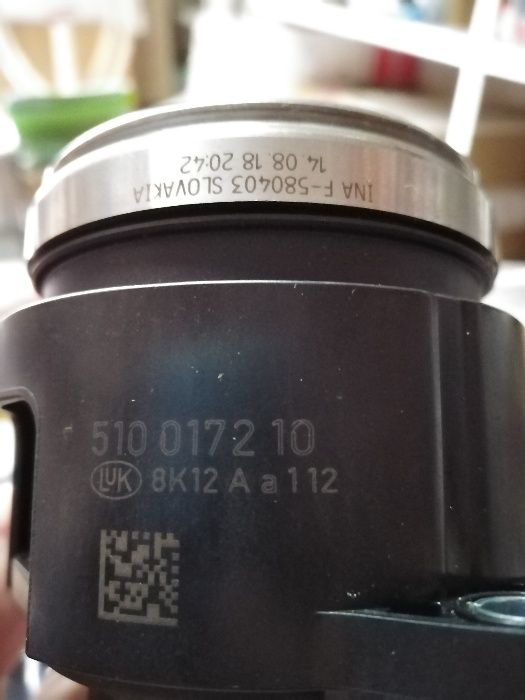 INA F-580403 SLOVAKIA
14. 08. 18 20:42
510 0172 10
LUK 8K12 A a 112